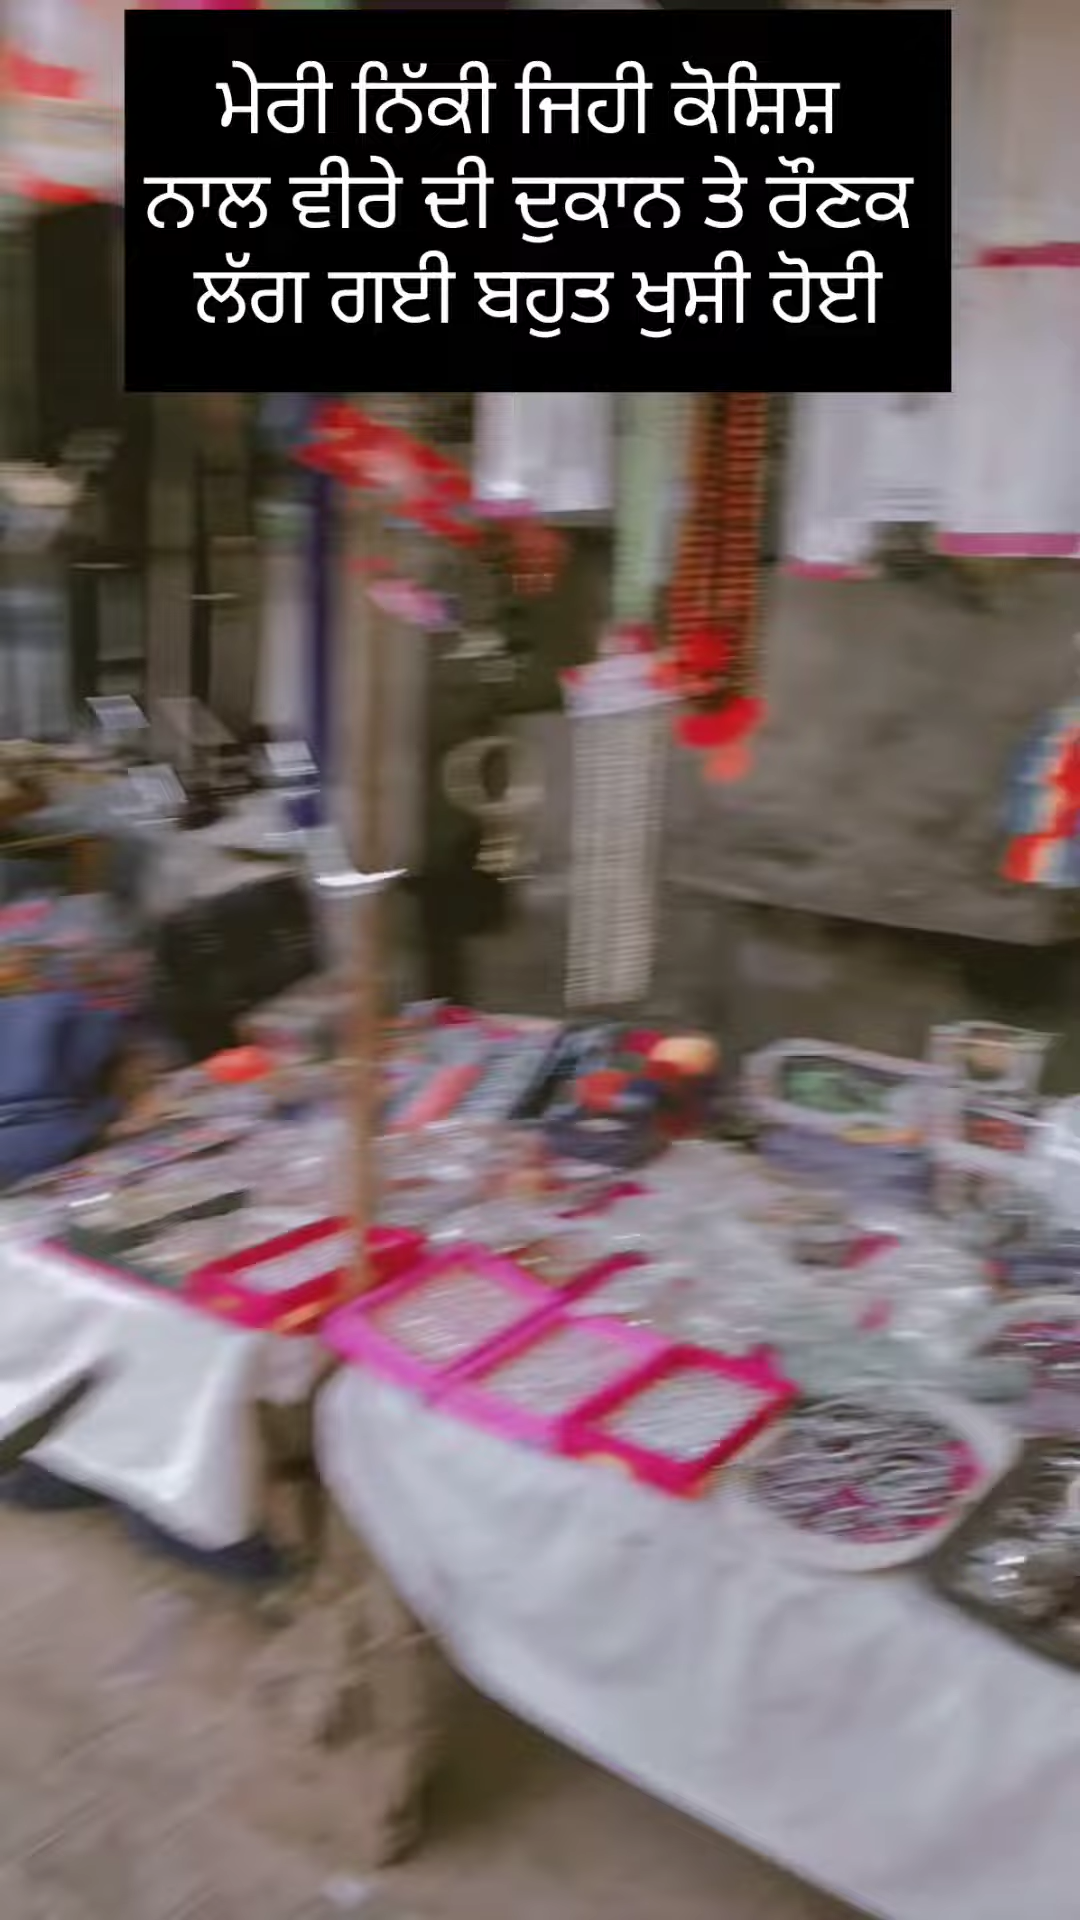 ਮੇਰੀ ਨਿੱਕੀ ਜਿਹੀ ਕੋਸ਼ਿਸ਼
ਨਾਲ ਵੀਰੇ ਦੀ ਦੁਕਾਨ ਤੇ ਰੌਣਕ
ਲੱਗ ਗਈ ਬਹੁਤ ਖੁਸ਼ੀ ਹੋਈ